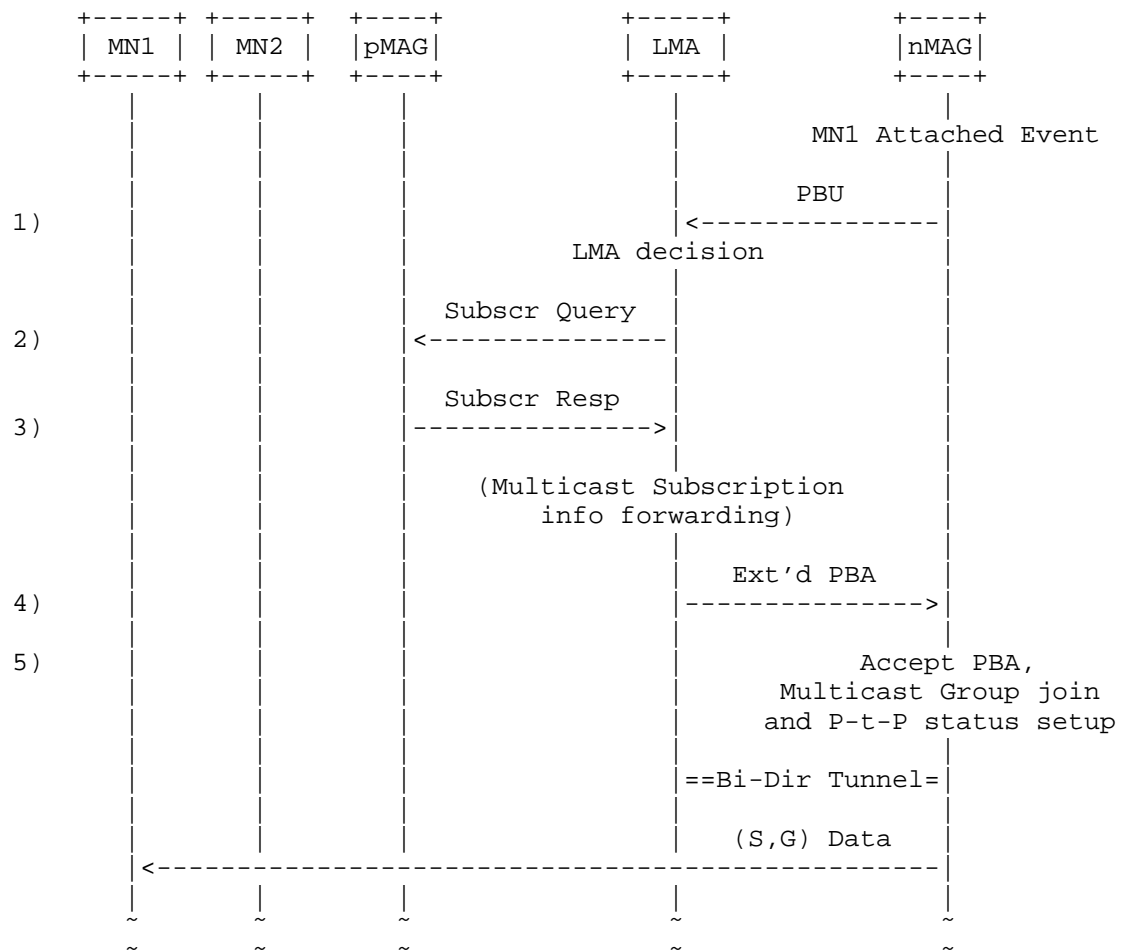 MN1 MN2 pMAG LMA nMAG
MN1 Attached Event
PBU
1)
LMA decision
Subscr Query
2)
Subscr Resp
3)
(Multicast Subscription
info forwarding)
Ext'd PBA
4)
5) Accept PBA,
Multicast Group join
and P-t-P status setup
==Bi-Dir Tunnel=
(S,G) Data